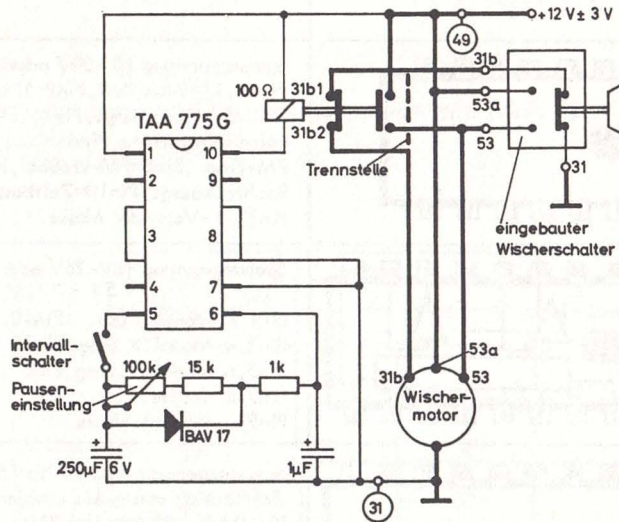 +12 V ± 3 V
49
31b
100 Ω
31b1
53a
TAA 775 G
31b2
53
1
10
2
9
Trennstelle
31
3
8
eingebauter
Wischerschalter
4
7
5
6
Intervall-
schalter
53a
100k
15 k
1k
31b
53
Pausen-
einstellung
Wischer-
motor
BAV 17
+
+
250µF
6 V
1µF
31